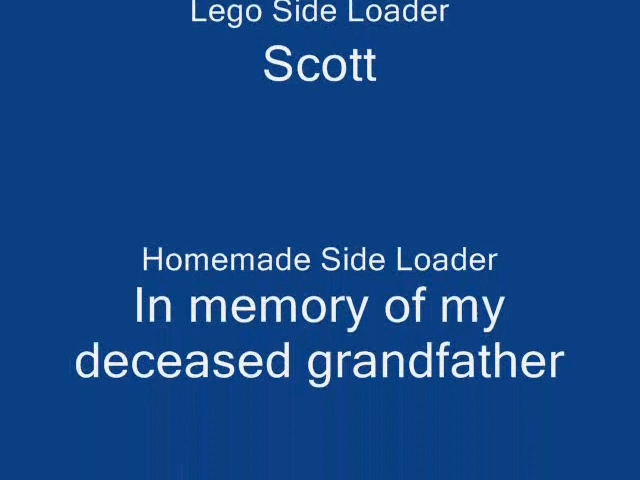 Lego Side Loader
Scott
Homemade Side Loader
In memory of my
deceased grandfather